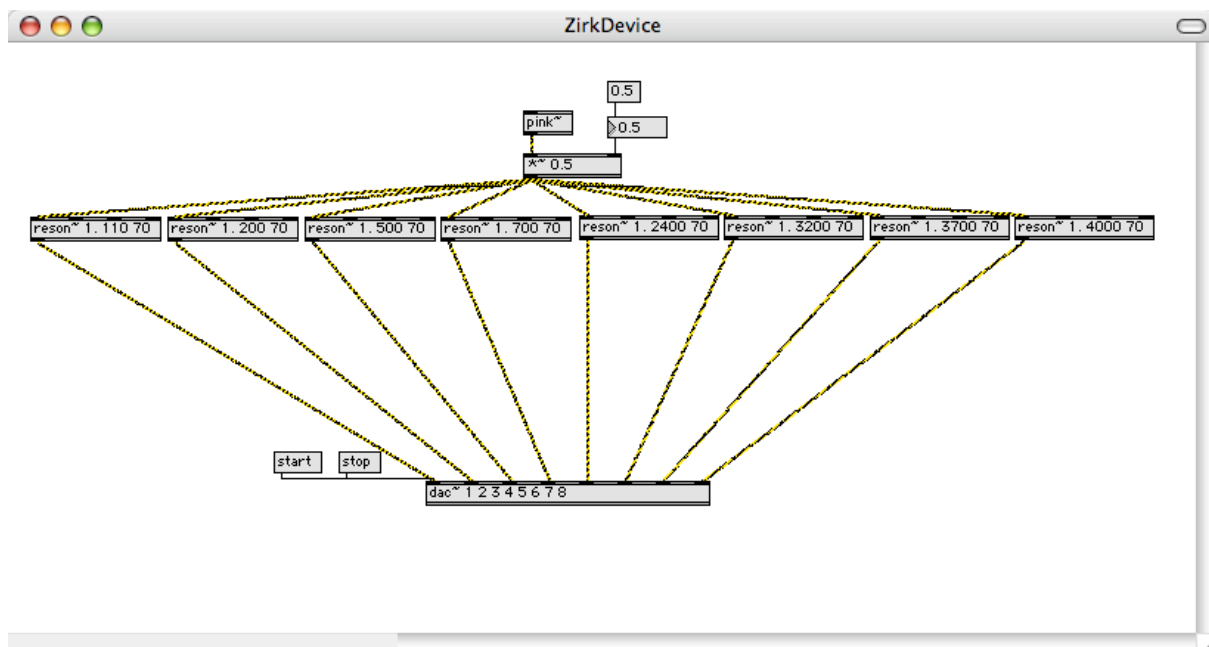 ZirkDevice
0.5
pink~
0.5
*~ 0.5
reson~ 1. 110 70
reson~ 1. 200 70
reson~ 1. 500 70
reson~ 1. 700 70
reson~ 1. 2400 70
reson~ 1. 3200 70
reson~ 1. 3700 70
reson~ 1. 4000 70
start
stop
dac~ 1 2 3 4 5 6 7 8